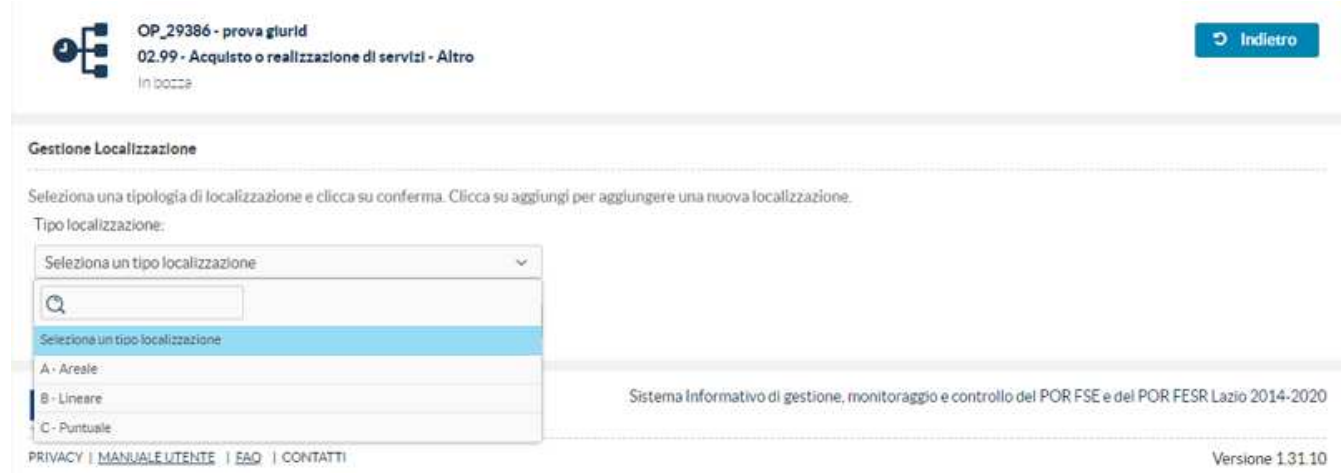 OP_29386 - prova giurid
02.99 - Acquisto o realizzazione di servizi - Altro
In bozza
Indietro
Gestione Localizzazione
Seleziona una tipologia di localizzazione e clicca su conferma. Clicca su aggiungi per aggiungere una nuova localizzazione.
Tipo localizzazione:
Seleziona un tipo localizzazione
Seleziona un tipo localizzazione
A - Areale
B - Lineare
C - Puntuale
Sistema Informativo di gestione, monitoraggio e controllo del POR FSE e del POR FESR Lazio 2014-2020
PRIVACY | MANUALE UTENTE | FAQ | CONTATTI
Versione 1.31.10